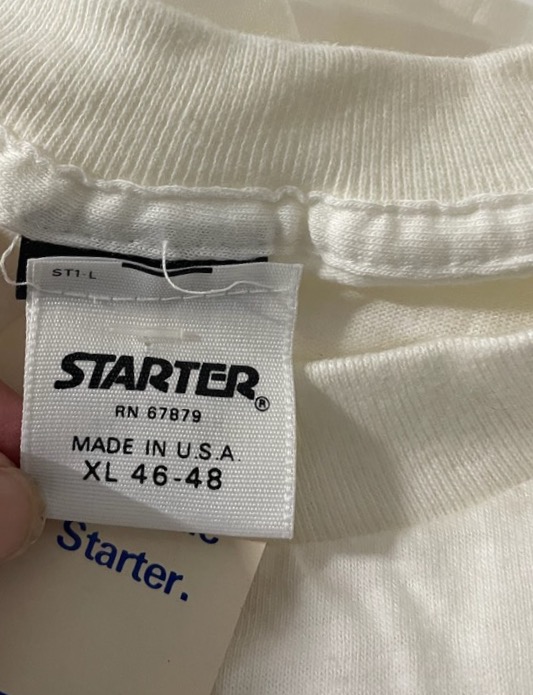 ST1-L
STARTER®
RN 67879
MADE IN U.S.A.
XL 46-48
Starter.